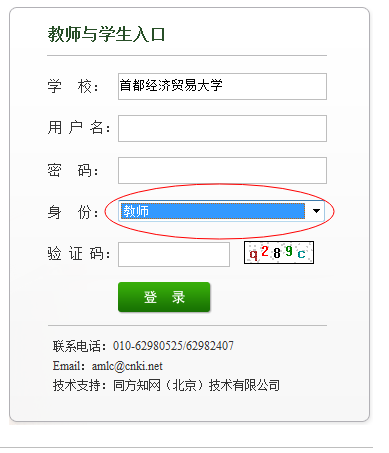 教师与学生入口
学 校： 首都经济贸易大学
用 户 名：
密 码：
身 份： 教师
验 证 码： q289c
登 录
联系电话：010-62980525/62982407
Email：amlc@cnki.net
技术支持：同方知网（北京）技术有限公司